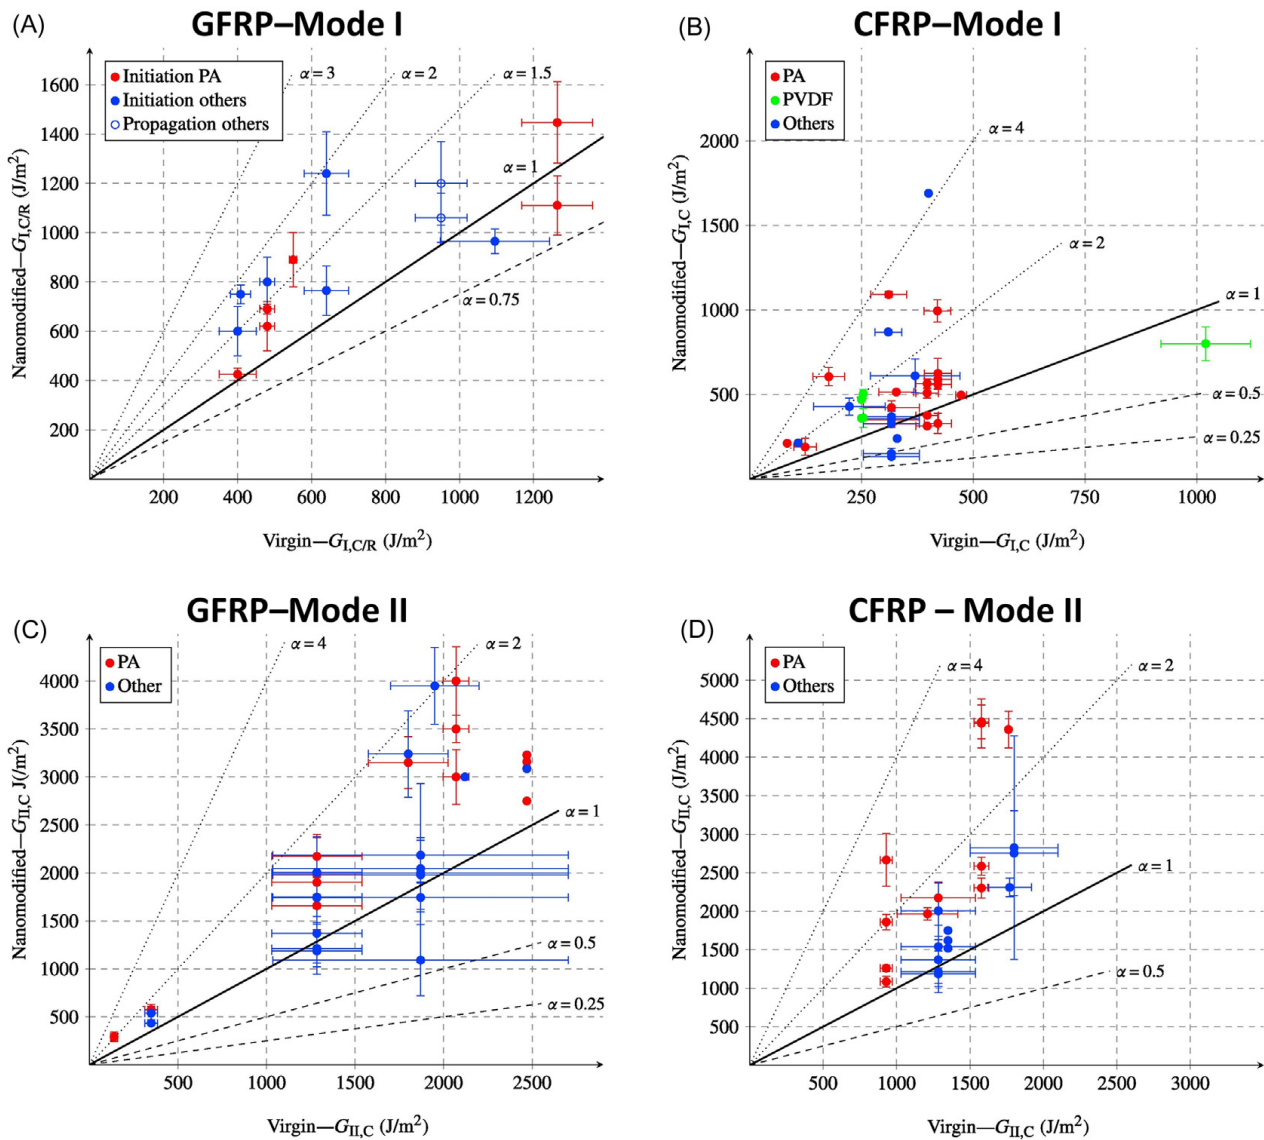 (A)
GFRP–Mode I
Initiation PA
Initiation others
Propagation others
α = 3
α = 2
α = 1.5
α = 1
α = 0.75
1600
1400
1200
1000
800
600
400
200
200
400
600
800
1000
1200
Nanomodified—G_I,C/R (J/m²)
Virgin—G_I,C/R (J/m²)
(B)
CFRP–Mode I
PA
PVDF
Others
α = 4
α = 2
α = 1
α = 0.5
α = 0.25
2000
1500
1000
500
250
500
750
1000
Nanomodified—G_I,C (J/m²)
Virgin—G_I,C (J/m²)
(C)
GFRP–Mode II
PA
Other
α = 4
α = 2
α = 1
α = 0.5
α = 0.25
4000
3500
3000
2500
2000
1500
1000
500
500
1000
1500
2000
2500
Nanomodified—G_II,C J(/m²)
Virgin—G_II,C (J/m²)
(D)
CFRP – Mode II
PA
Others
α = 4
α = 2
α = 1
α = 0.5
5000
4500
4000
3500
3000
2500
2000
1500
1000
500
500
1000
1500
2000
2500
3000
Nanomodified—G_II,C (J/m²)
Virgin—G_II,C (J/m²)